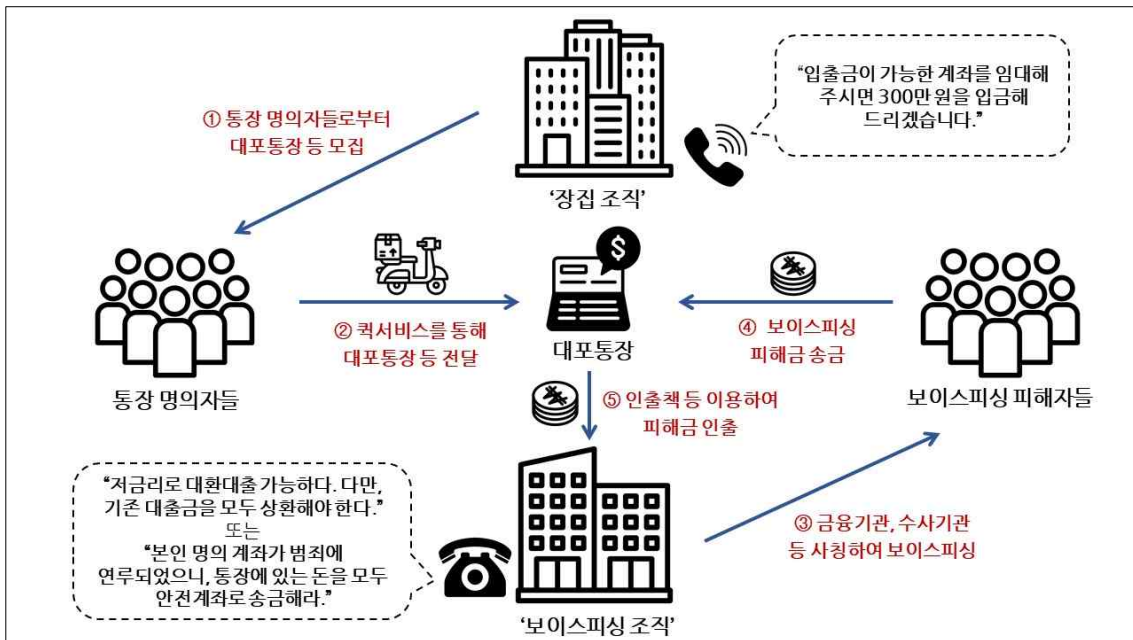 “입출금이 가능한 계좌를 임대해
주시면 300만 원을 입금해
드리겠습니다.”
① 통장 명의자들로부터
대포통장 등 모집
‘장집 조직’
② 퀵서비스를 통해
대포통장 등 전달
대포통장
④ 보이스피싱
피해금 송금
통장 명의자들
⑤ 인출책 등 이용하여
피해금 인출
보이스피싱 피해자들
“저금리로 대환대출 가능하다. 다만,
기존 대출금을 모두 상환해야 한다.”
또는
“본인 명의 계좌가 범죄에
연루되었으니, 통장에 있는 돈을 모두
안전계좌로 송금해라.”
③ 금융기관, 수사기관
등 사칭하여 보이스피싱
‘보이스피싱 조직’